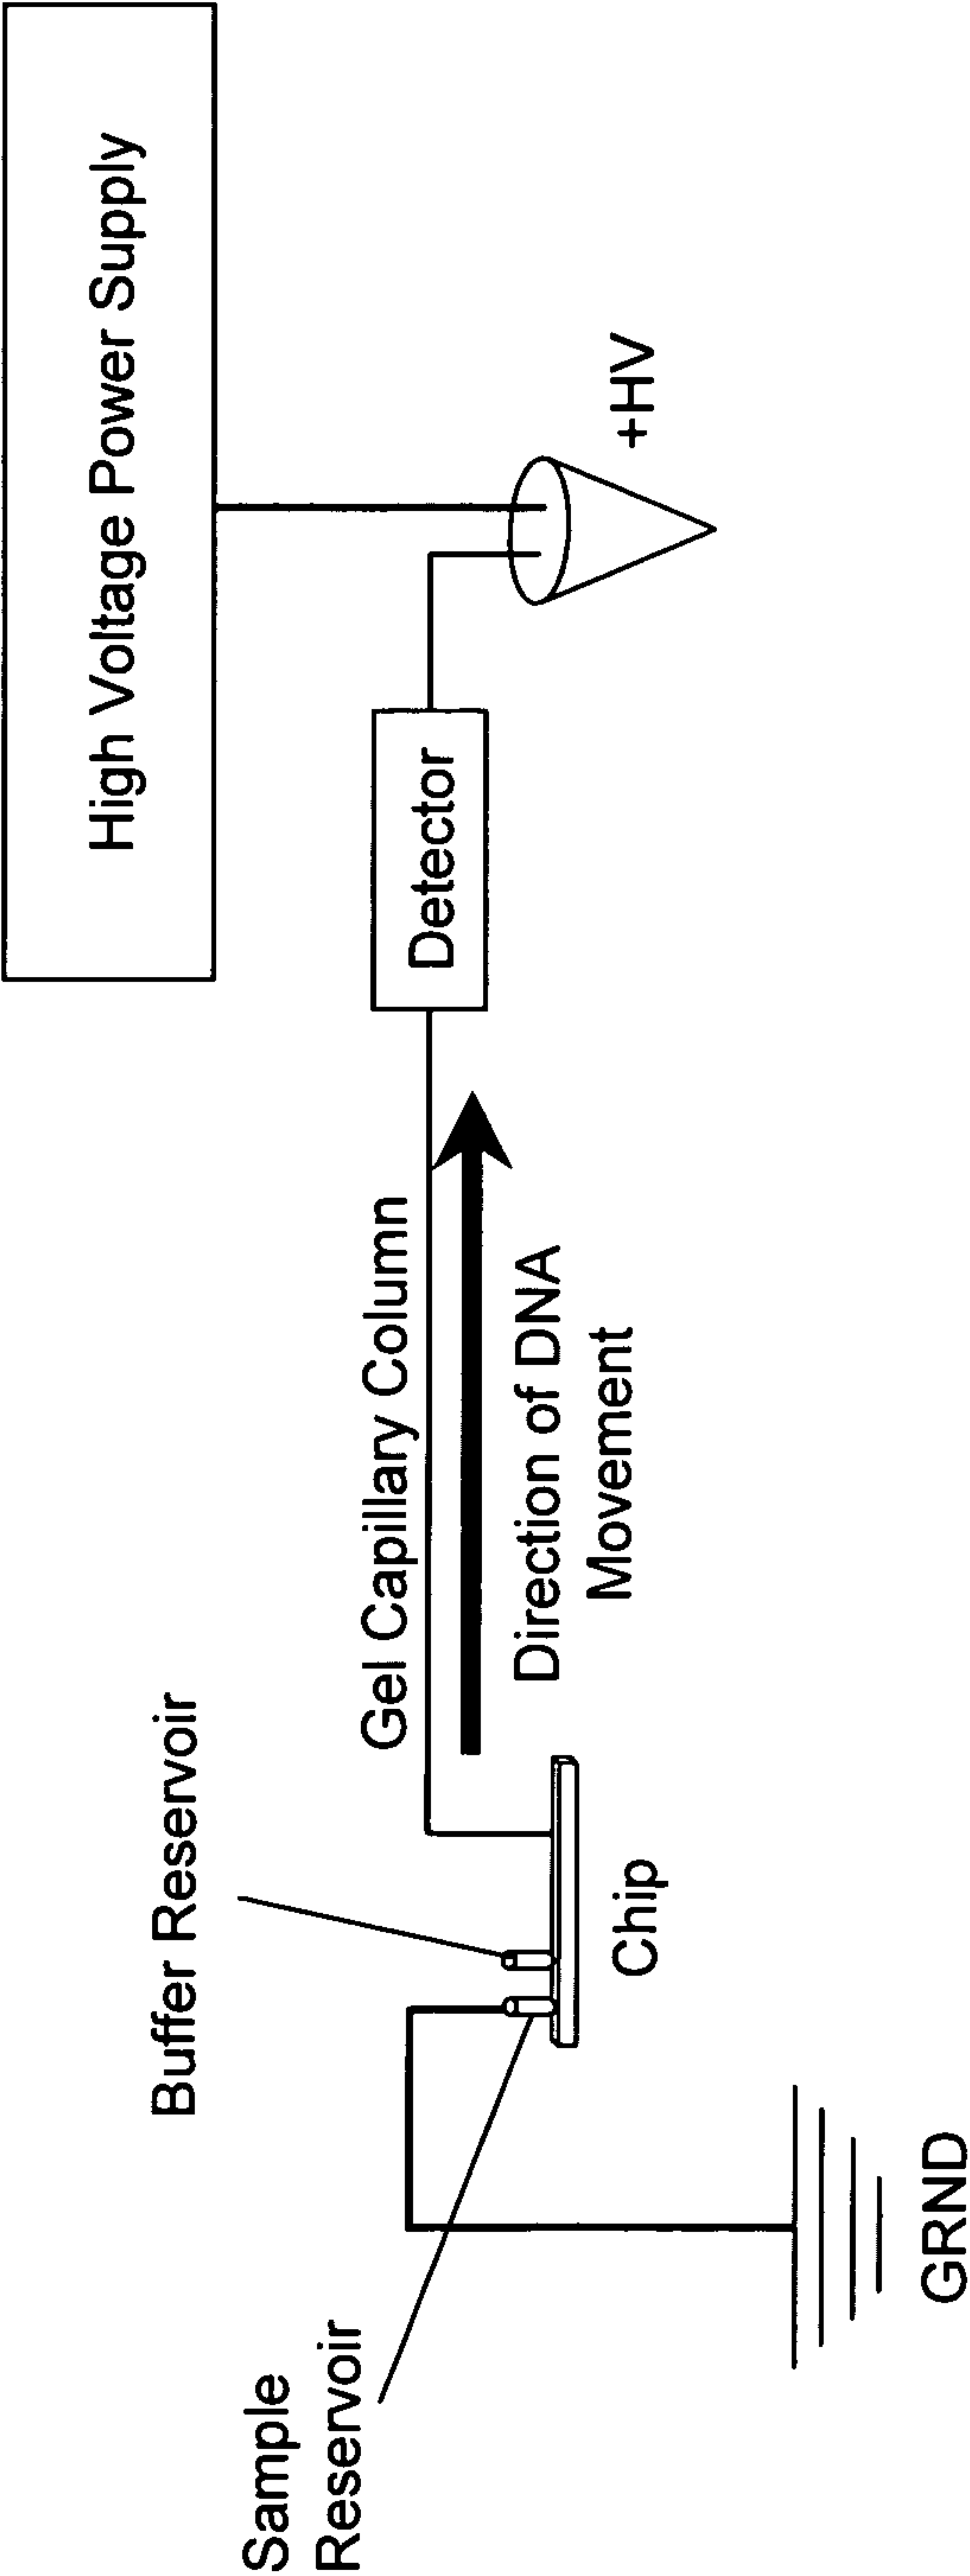 High Voltage Power Supply
Buffer Reservoir
Sample
Reservoir
Gel Capillary Column
Detector
Direction of DNA
Movement
+HV
Chip
GRND